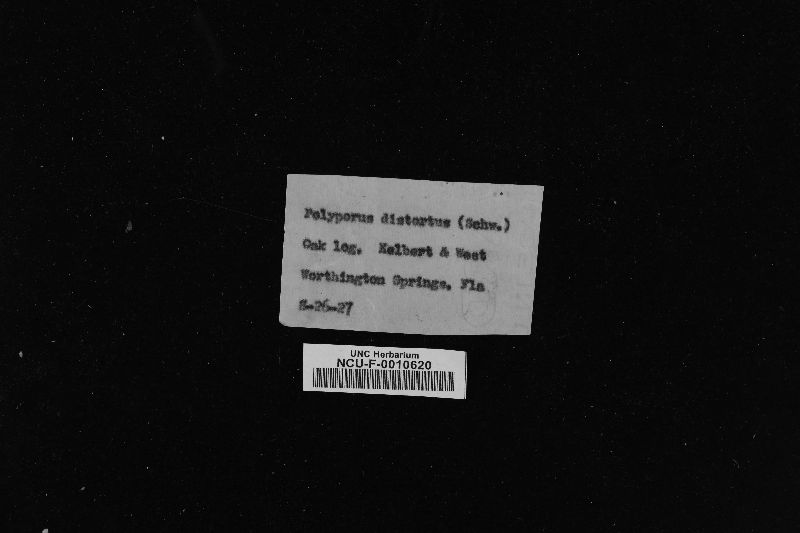 Polyporus distortus (Schw.)
Oak log. Kelbert & West
Worthington Springs, Fla
8-26-27
UNC Herbarium
NCU-F-0010620